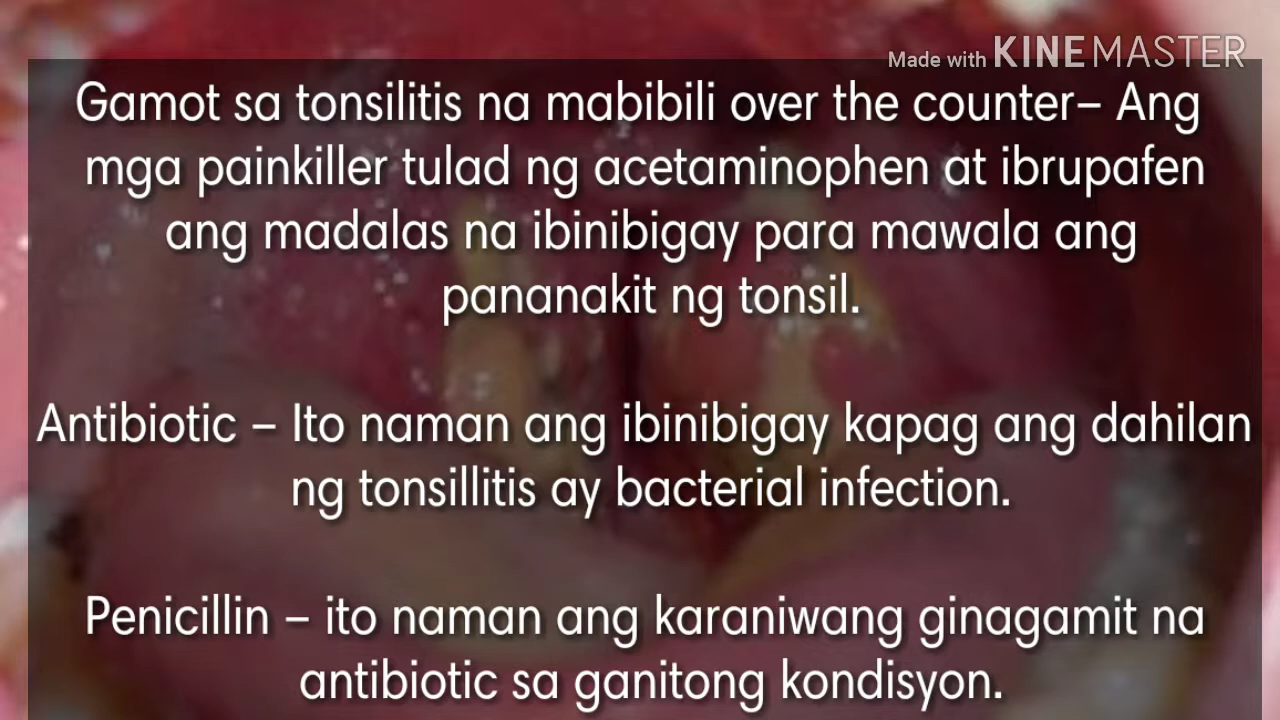 Made with KINEMASTER
Gamot sa tonsilitis na mabibili over the counter– Ang
mga painkiller tulad ng acetaminophen at ibrupafen
ang madalas na ibinibigay para mawala ang
pananakit ng tonsil.
Antibiotic – Ito naman ang ibinibigay kapag ang dahilan
ng tonsillitis ay bacterial infection.
Penicillin – ito naman ang karaniwang ginagamit na
antibiotic sa ganitong kondisyon.